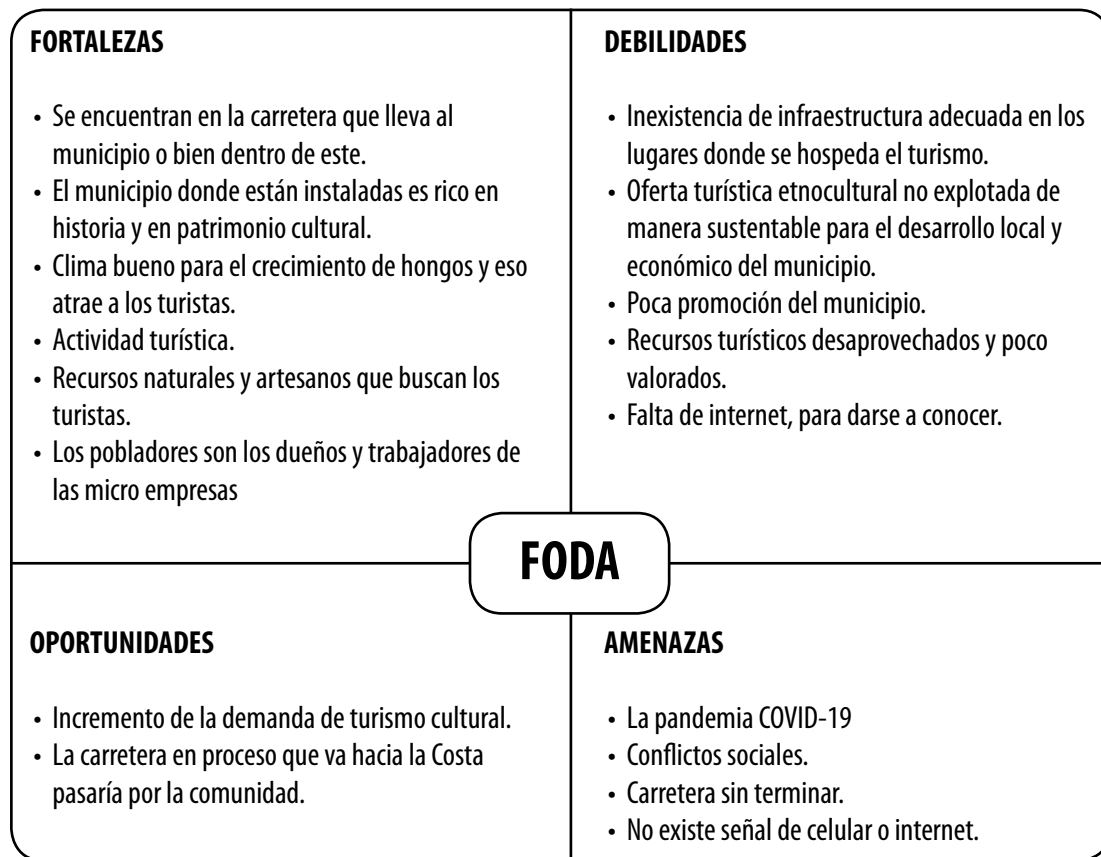 FORTALEZAS
• Se encuentran en la carretera que lleva al
municipio o bien dentro de este.
• El municipio donde están instaladas es rico en
historia y en patrimonio cultural.
• Clima bueno para el crecimiento de hongos y eso
atrae a los turistas.
• Actividad turística.
• Recursos naturales y artesanos que buscan los
turistas.
• Los pobladores son los dueños y trabajadores de
las micro empresas
DEBILIDADES
• Inexistencia de infraestructura adecuada en los
lugares donde se hospeda el turismo.
• Oferta turística etnocultural no explotada de
manera sustentable para el desarrollo local y
económico del municipio.
• Poca promoción del municipio.
• Recursos turísticos desaprovechados y poco
valorados.
• Falta de internet, para darse a conocer.
FODA
OPORTUNIDADES
• Incremento de la demanda de turismo cultural.
• La carretera en proceso que va hacia la Costa
pasaría por la comunidad.
AMENAZAS
• La pandemia COVID-19
• Conflictos sociales.
• Carretera sin terminar.
• No existe señal de celular o internet.